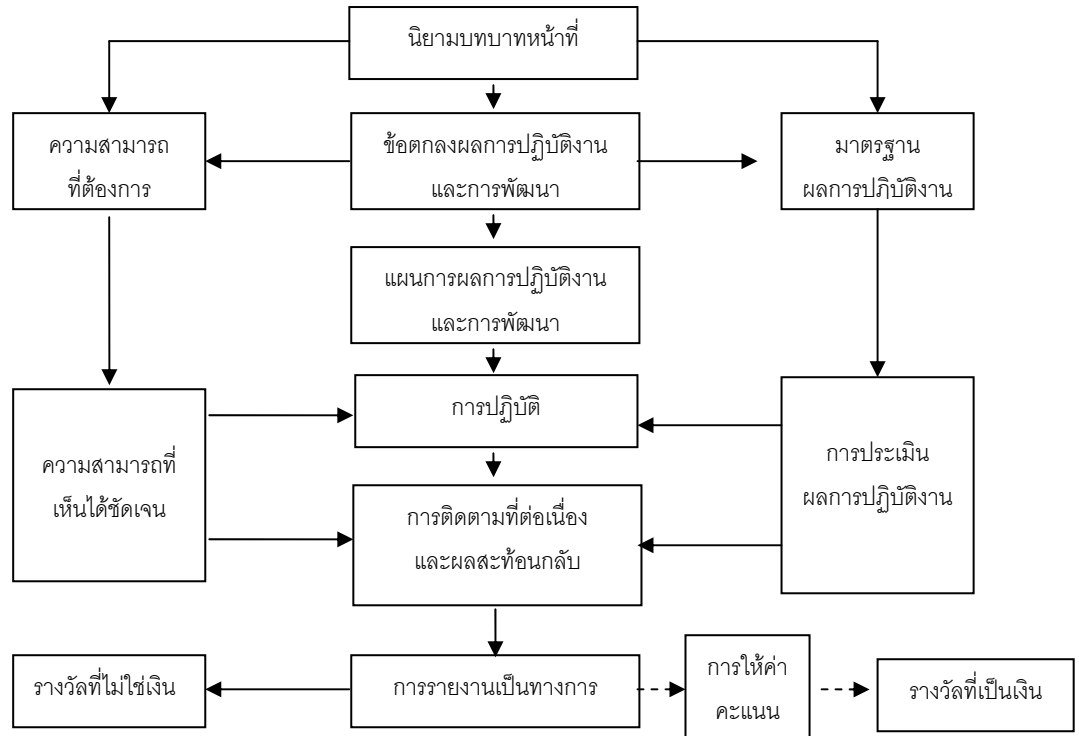 นิยามบทบาทหน้าที่
ความสามารถ
ที่ต้องการ
ข้อตกลงผลการปฏิบัติงาน
และการพัฒนา
มาตรฐาน
ผลการปฏิบัติงาน
แผนการผลการปฏิบัติงาน
และการพัฒนา
การปฏิบัติ
ความสามารถที่
เห็นได้ชัดเจน
การประเมิน
ผลการปฏิบัติงาน
การติดตามที่ต่อเนื่อง
และผลสะท้อนกลับ
รางวัลที่ไม่ใช่เงิน
การรายงานเป็นทางการ
การให้ค่า
คะแนน
รางวัลที่เป็นเงิน